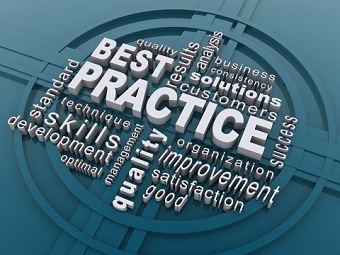 quality
analysis
BEST
results
business
consistency
solutions
customers
standard
PRACTICE
technique
skills
development
optimal
management
quality
organization
improvement
satisfaction
good
success